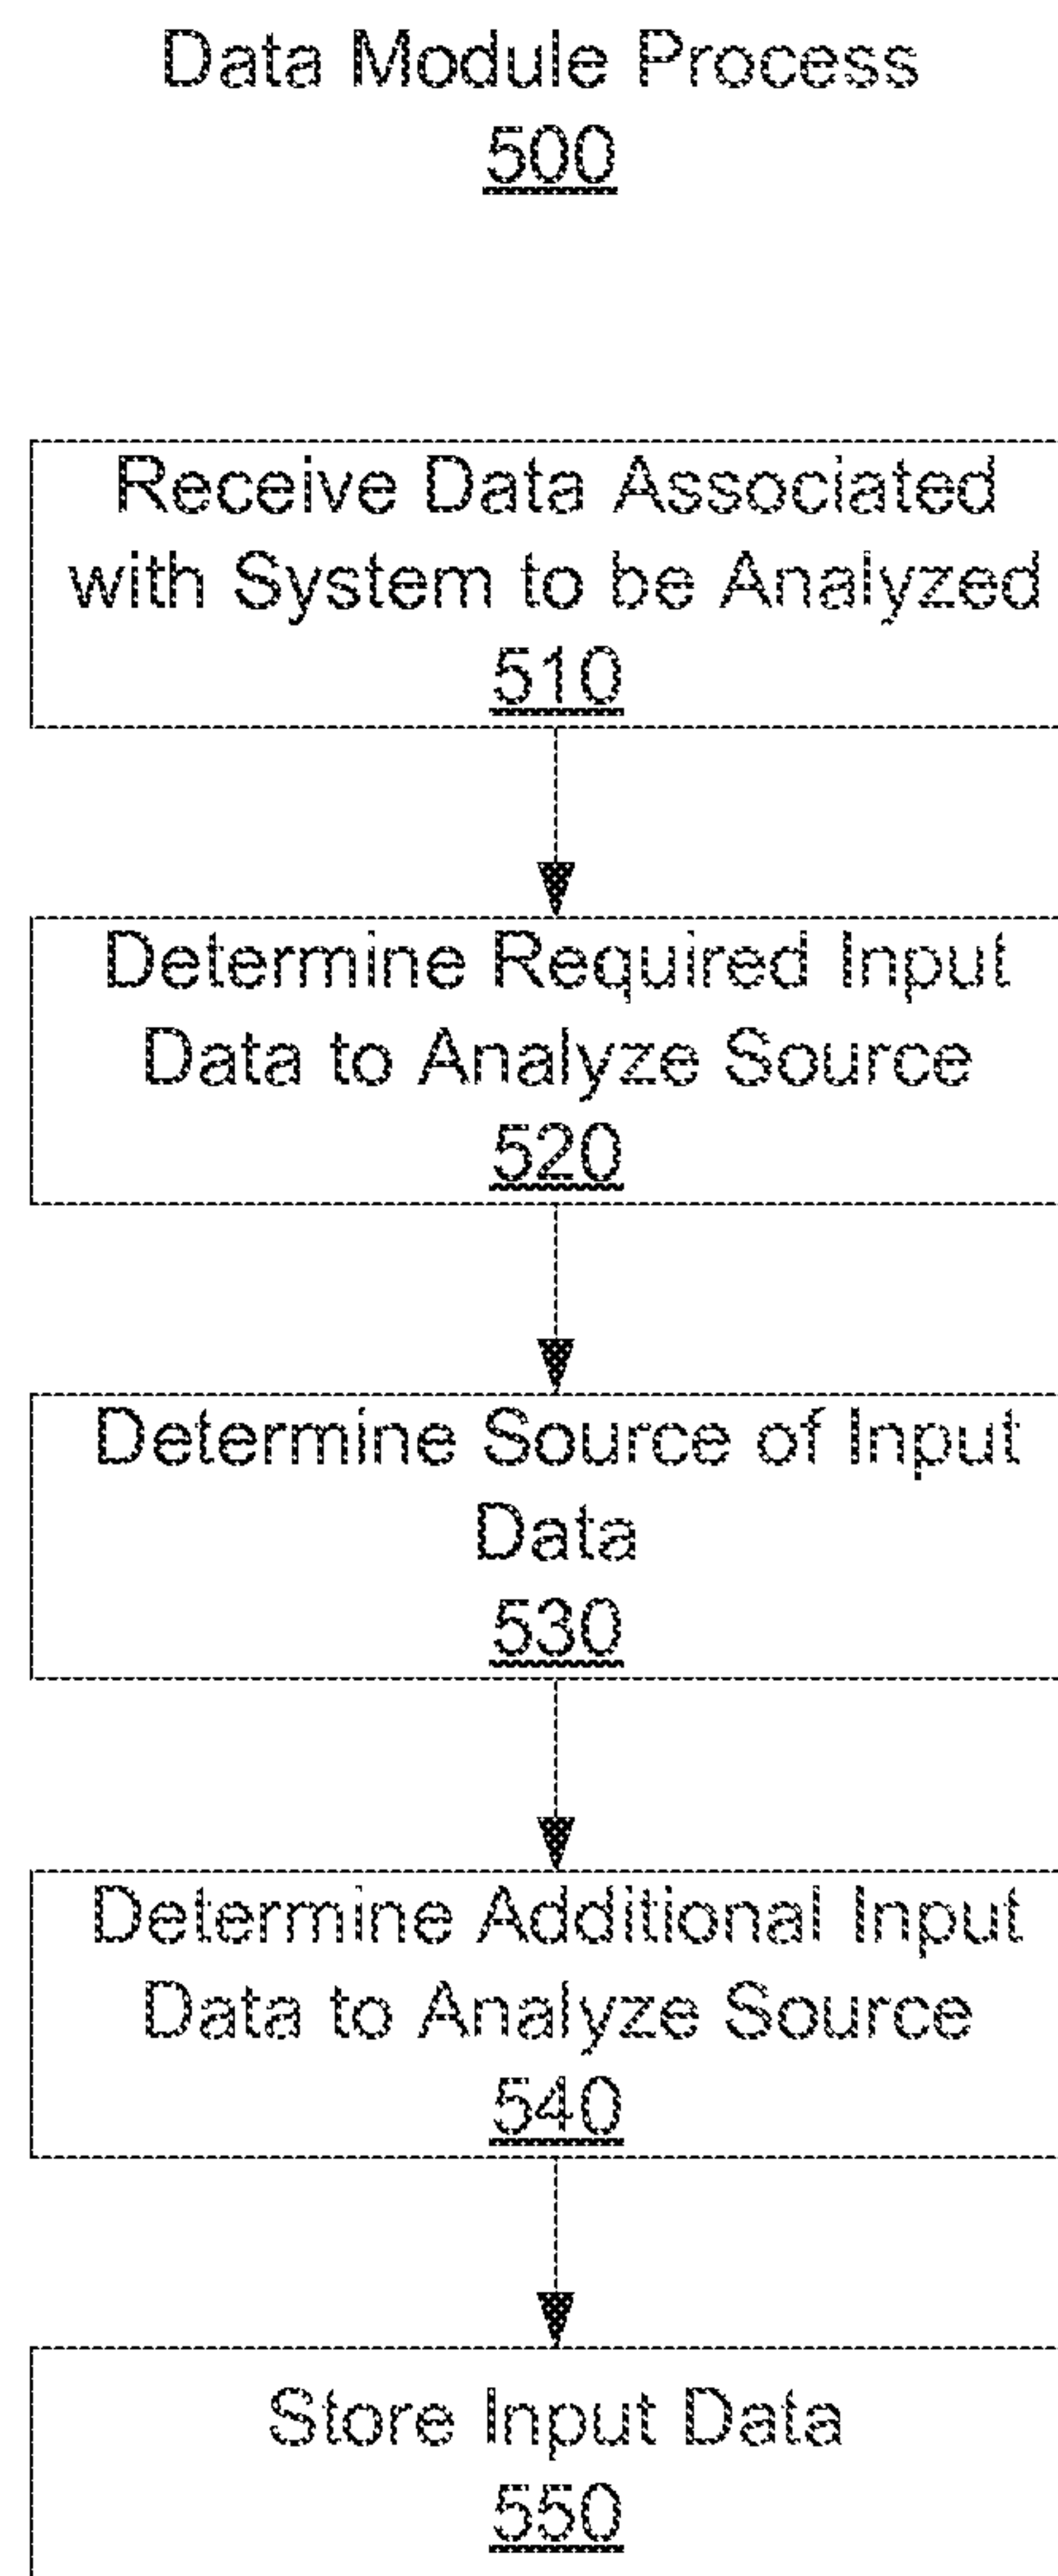 Data Module Process
500
Receive Data Associated
with System to be Analyzed
510
Determine Required Input
Data to Analyze Source
520
Determine Source of Input
Data
530
Determine Additional Input
Data to Analyze Source
540
Store Input Data
550